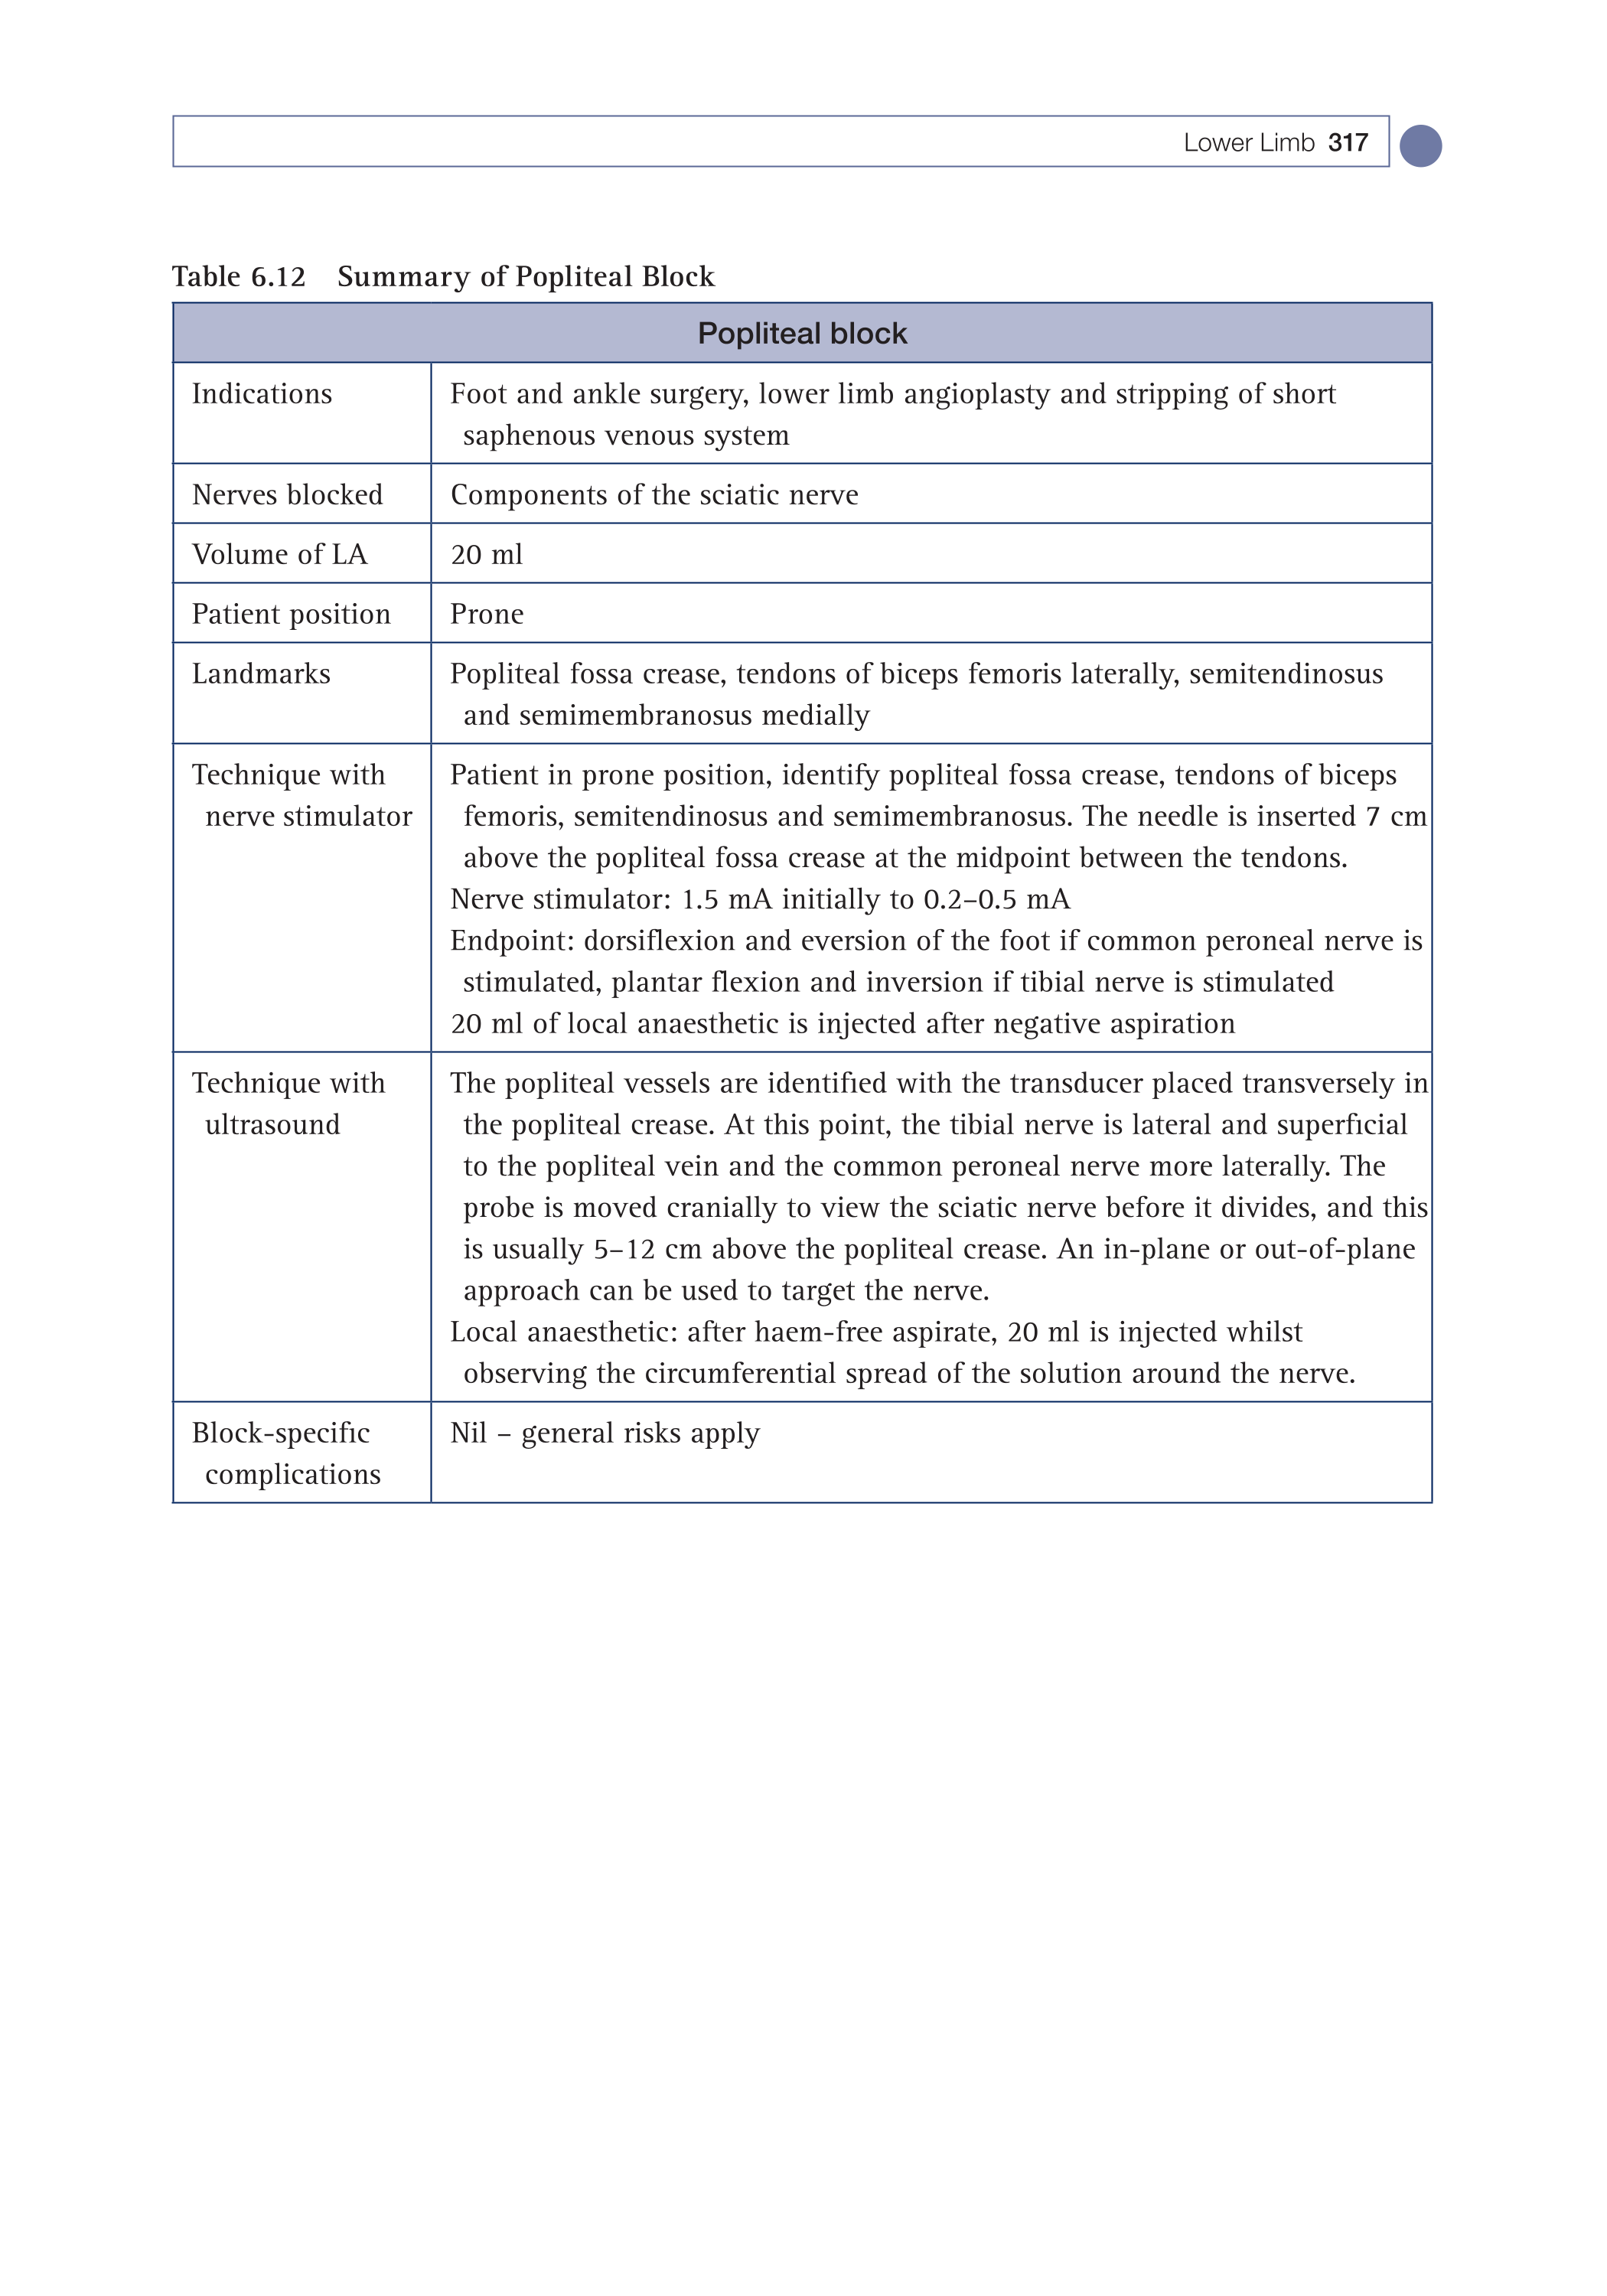 Lower Limb 317
Table 6.12 Summary of Popliteal Block
Popliteal block
Indications
Foot and ankle surgery, lower limb angioplasty and stripping of short
saphenous venous system
Nerves blocked
Components of the sciatic nerve
Volume of LA
20 ml
Patient position
Prone
Landmarks
Popliteal fossa crease, tendons of biceps femoris laterally, semitendinosus
and semimembranosus medially
Technique with
nerve stimulator
Patient in prone position, identify popliteal fossa crease, tendons of biceps
femoris, semitendinosus and semimembranosus. The needle is inserted 7 cm
above the popliteal fossa crease at the midpoint between the tendons.
Nerve stimulator: 1.5 mA initially to 0.2–0.5 mA
Endpoint: dorsiflexion and eversion of the foot if common peroneal nerve is
stimulated, plantar flexion and inversion if tibial nerve is stimulated
20 ml of local anaesthetic is injected after negative aspiration
Technique with
ultrasound
The popliteal vessels are identified with the transducer placed transversely in
the popliteal crease. At this point, the tibial nerve is lateral and superficial
to the popliteal vein and the common peroneal nerve more laterally. The
probe is moved cranially to view the sciatic nerve before it divides, and this
is usually 5–12 cm above the popliteal crease. An in-plane or out-of-plane
approach can be used to target the nerve.
Local anaesthetic: after haem-free aspirate, 20 ml is injected whilst
observing the circumferential spread of the solution around the nerve.
Block-specific
complications
Nil – general risks apply